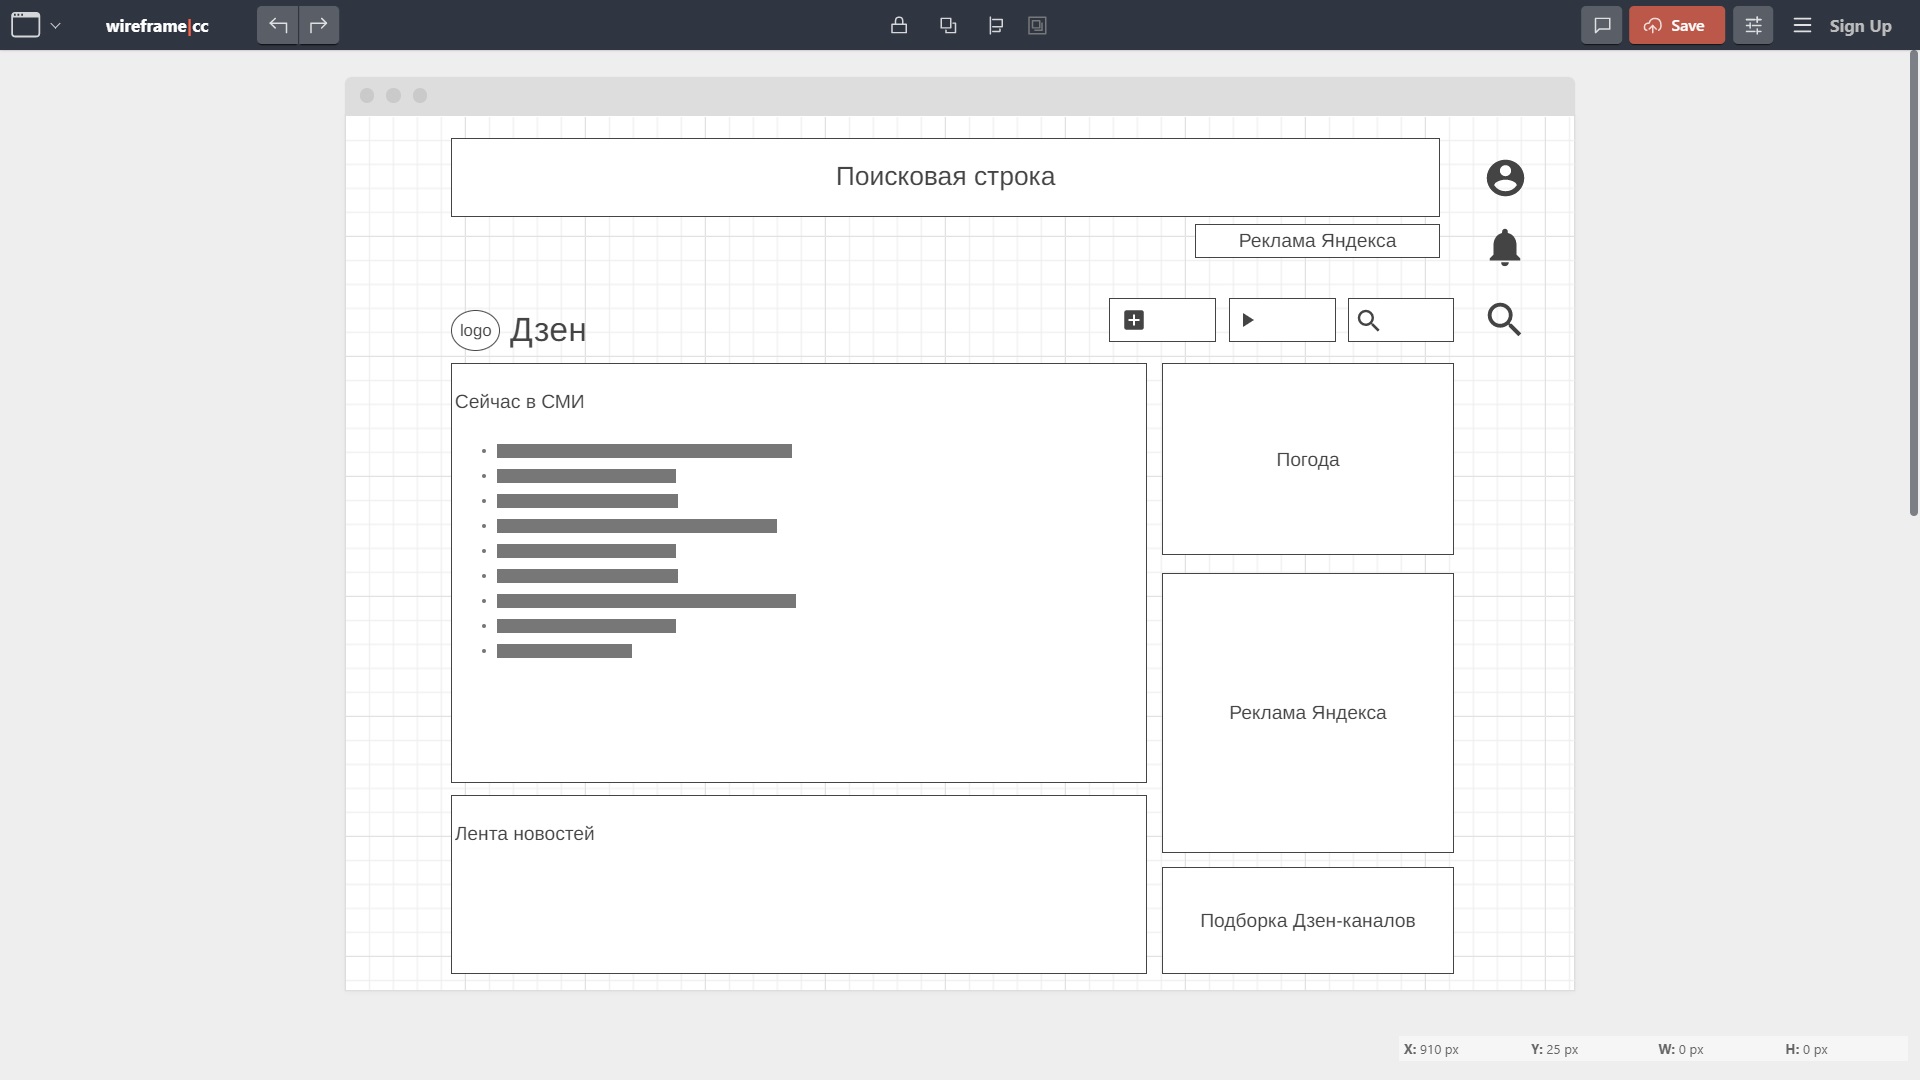 wireframe|cc
Save
Sign Up
Поисковая строка
Реклама Яндекса
logo
Дзен
Сейчас в СМИ
Погода
Реклама Яндекса
Лента новостей
Подборка Дзен-каналов
X: 910 px Y: 25 px W: 0 px H: 0 px